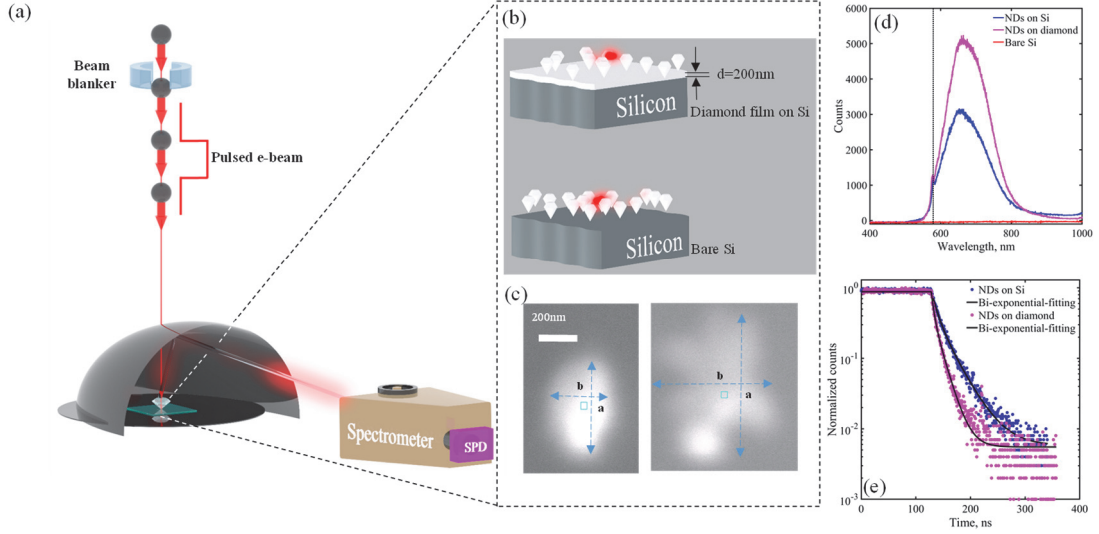 (a)
Beam
blanker
Pulsed e-beam
Spectrometer
SPD
(b)
d=200nm
Silicon
Diamond film on Si
Silicon
Bare Si
(c)
200nm
b
a
b
a
(d)
6000
5000
4000
3000
2000
1000
0
Counts
NDs on Si
NDs on diamond
Bare Si
400
600
800
1000
Wavelength, nm
10^0
10^-1
10^-2
10^-3
Normalized counts
NDs on Si
Bi-exponential-fitting
NDs on diamond
Bi-exponential-fitting
(e)
0
100
200
300
400
Time, ns